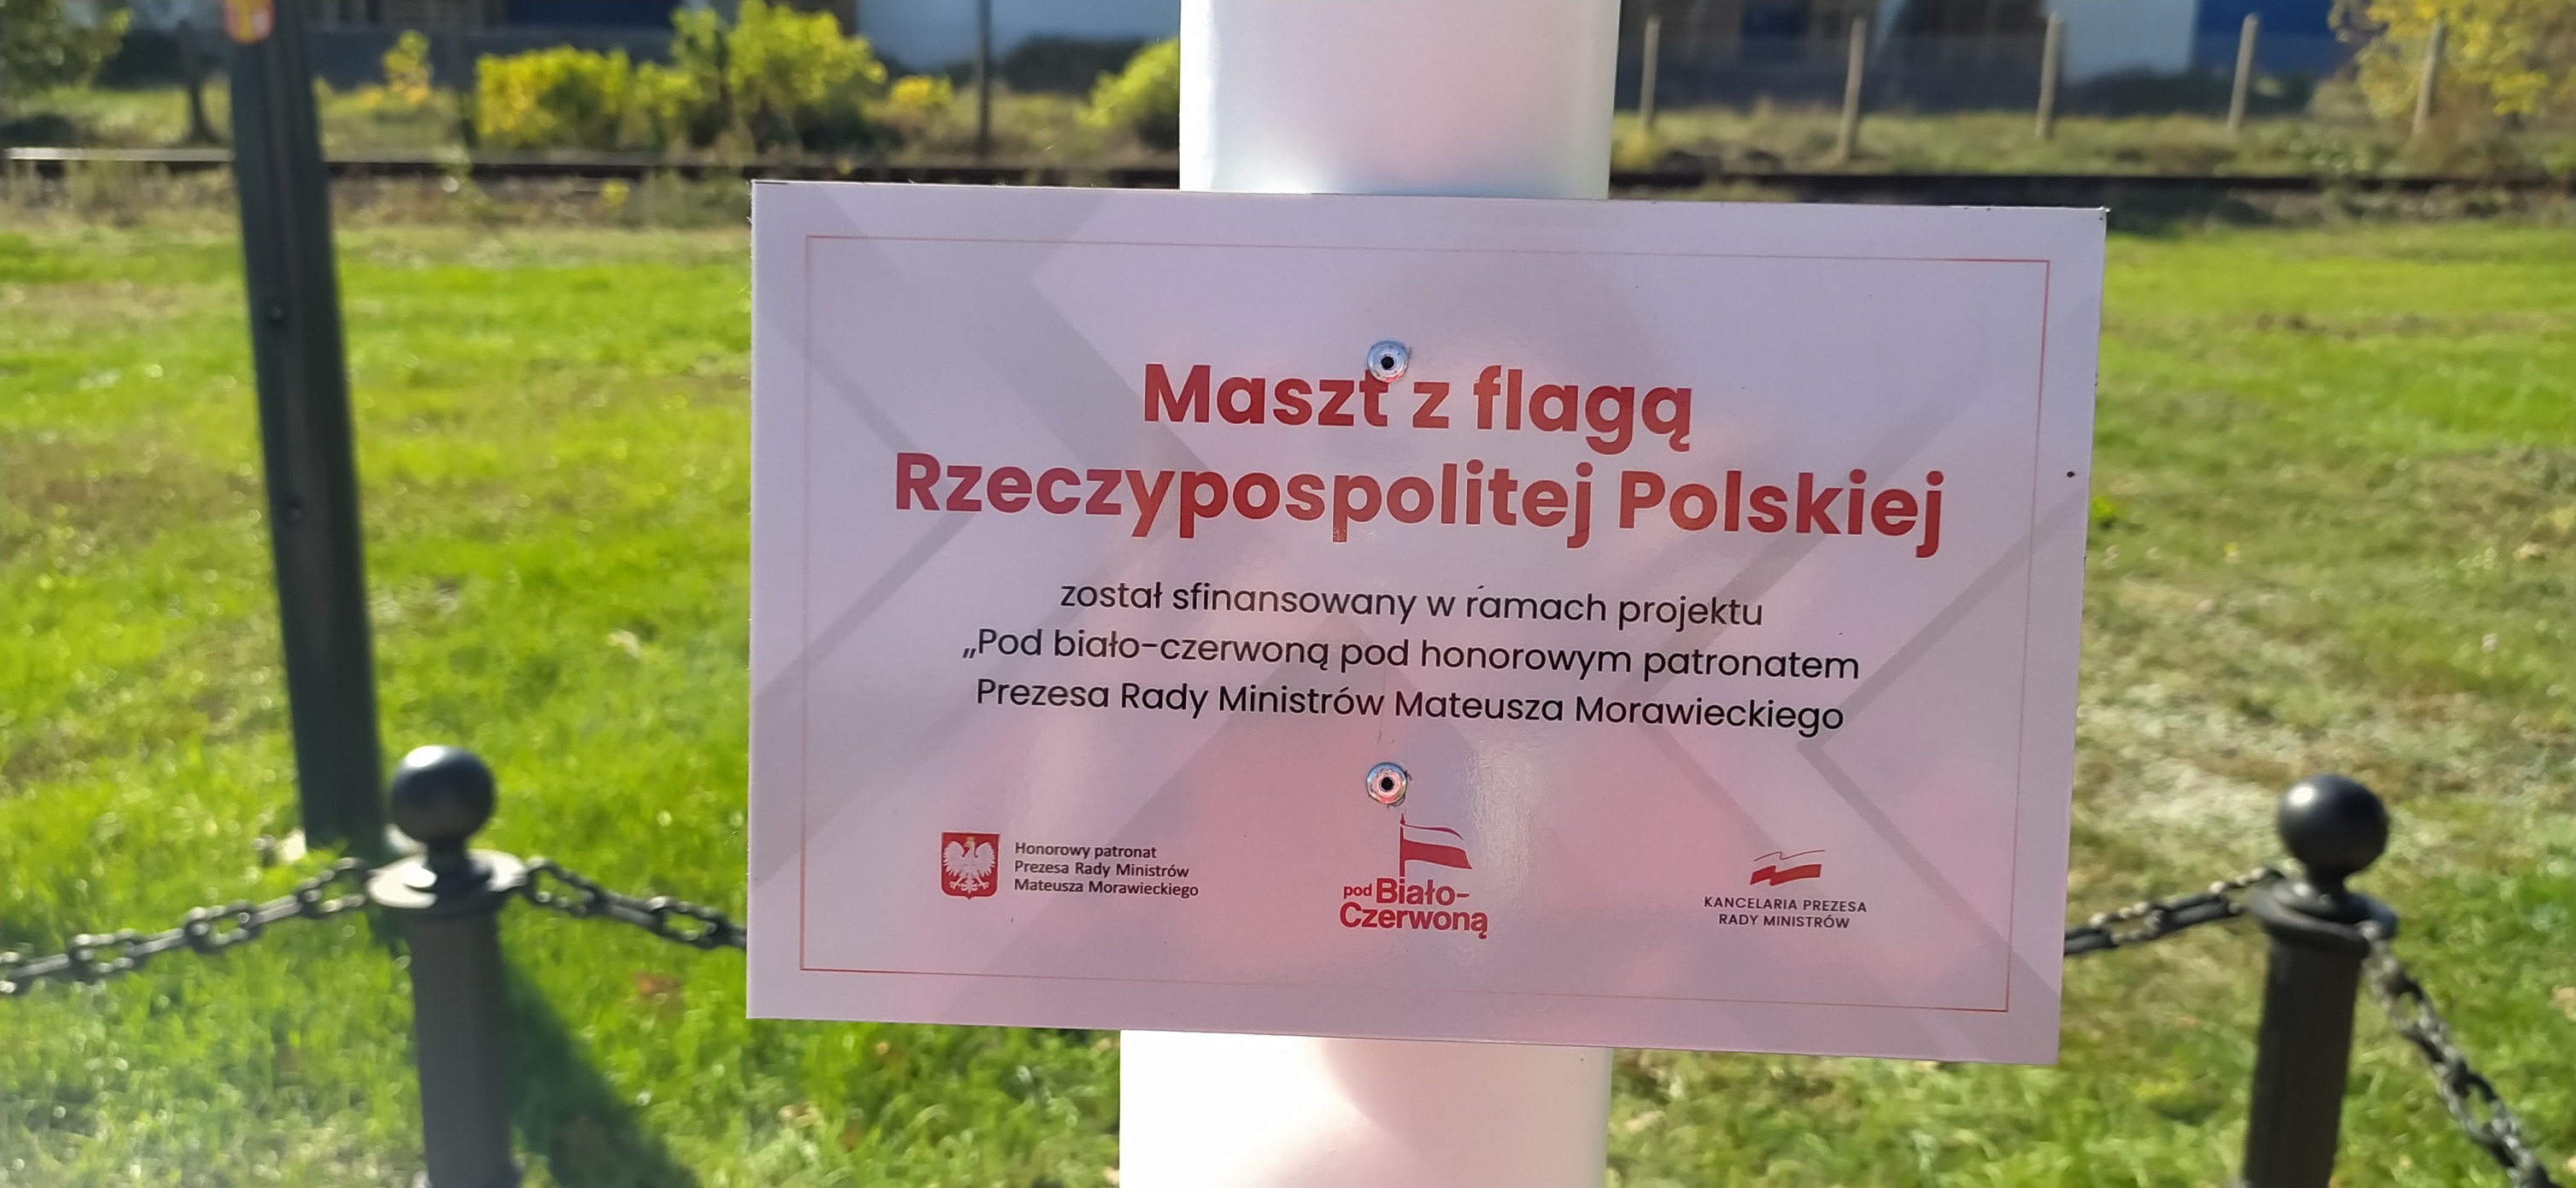 Maszt z flagą
Rzeczypospolitej Polskiej
został sfinansowany w ramach projektu
„Pod biało-czerwoną pod honorowym patronatem
Prezesa Rady Ministrów Mateusza Morawieckiego
Honorowy patronat
Prezesa Rady Ministrów
Mateusza Morawieckiego
pod Biało-
Czerwoną
KANCELARIA PREZESA
RADY MINISTRÓW